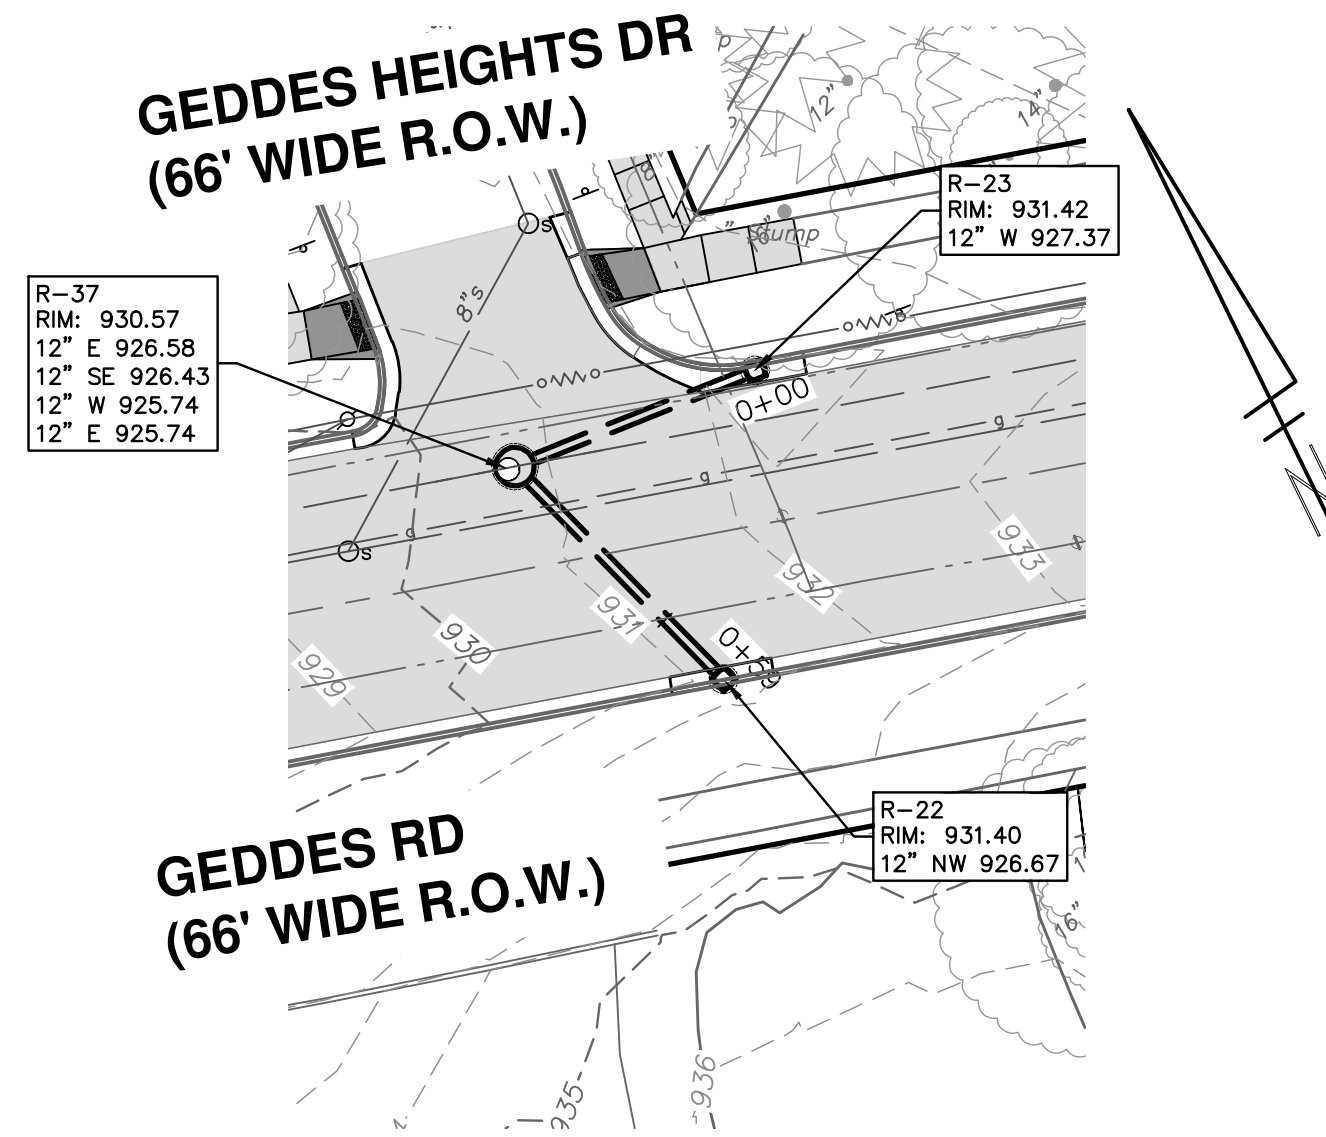 GEDDES HEIGHTS DR
(66' WIDE R.O.W.)
12"
14"
8"
R-23
RIM: 931.42
12" W 927.37
Stump
S
8"s
R-37
RIM: 930.57
12" E 926.58
12" SE 926.43
12" W 925.74
12" E 925.74
0+00
g
g
g
S
933
932
931
930
929
R-22
RIM: 931.40
12" NW 926.67
GEDDES RD
(66' WIDE R.O.W.)
16"
936
935